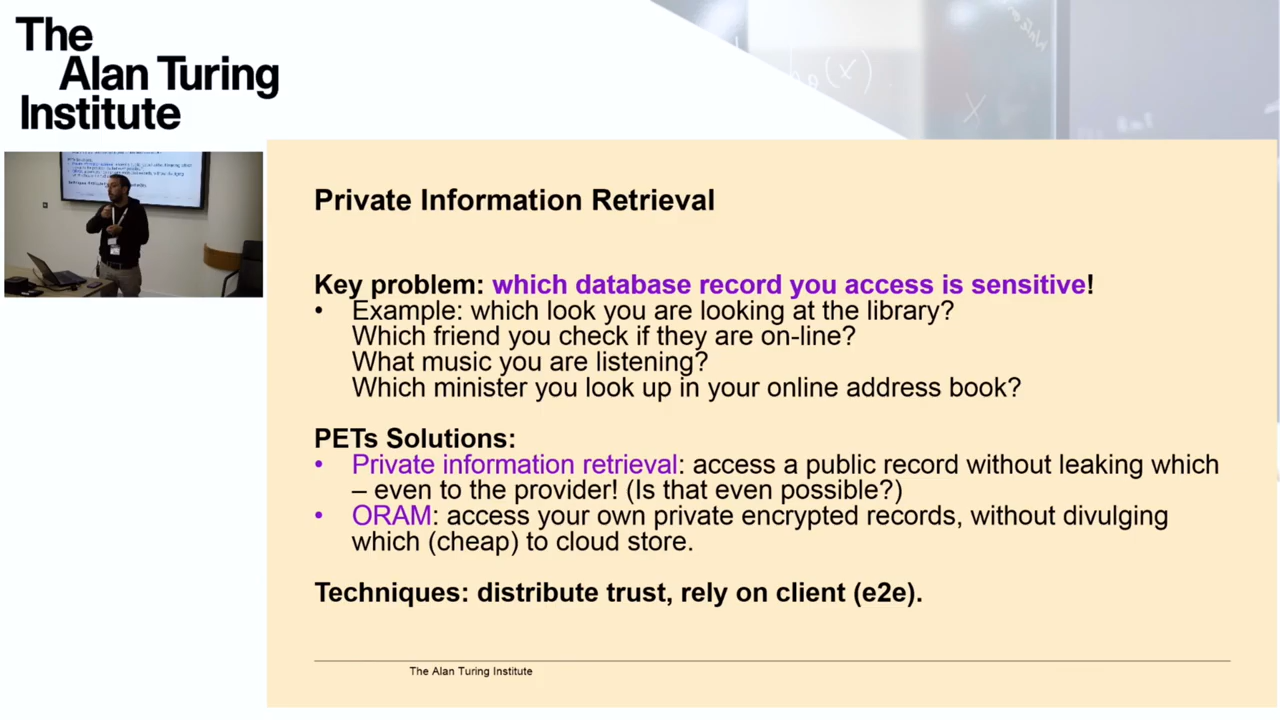 The
Alan Turing
Institute
Private Information Retrieval
Key problem: which database record you access is sensitive!
• Example: which look you are looking at the library?
Which friend you check if they are on-line?
What music you are listening?
Which minister you look up in your online address book?
PETs Solutions:
• Private information retrieval: access a public record without leaking which
– even to the provider! (Is that even possible?)
• ORAM: access your own private encrypted records, without divulging
which (cheap) to cloud store.
Techniques: distribute trust, rely on client (e2e).
The Alan Turing Institute